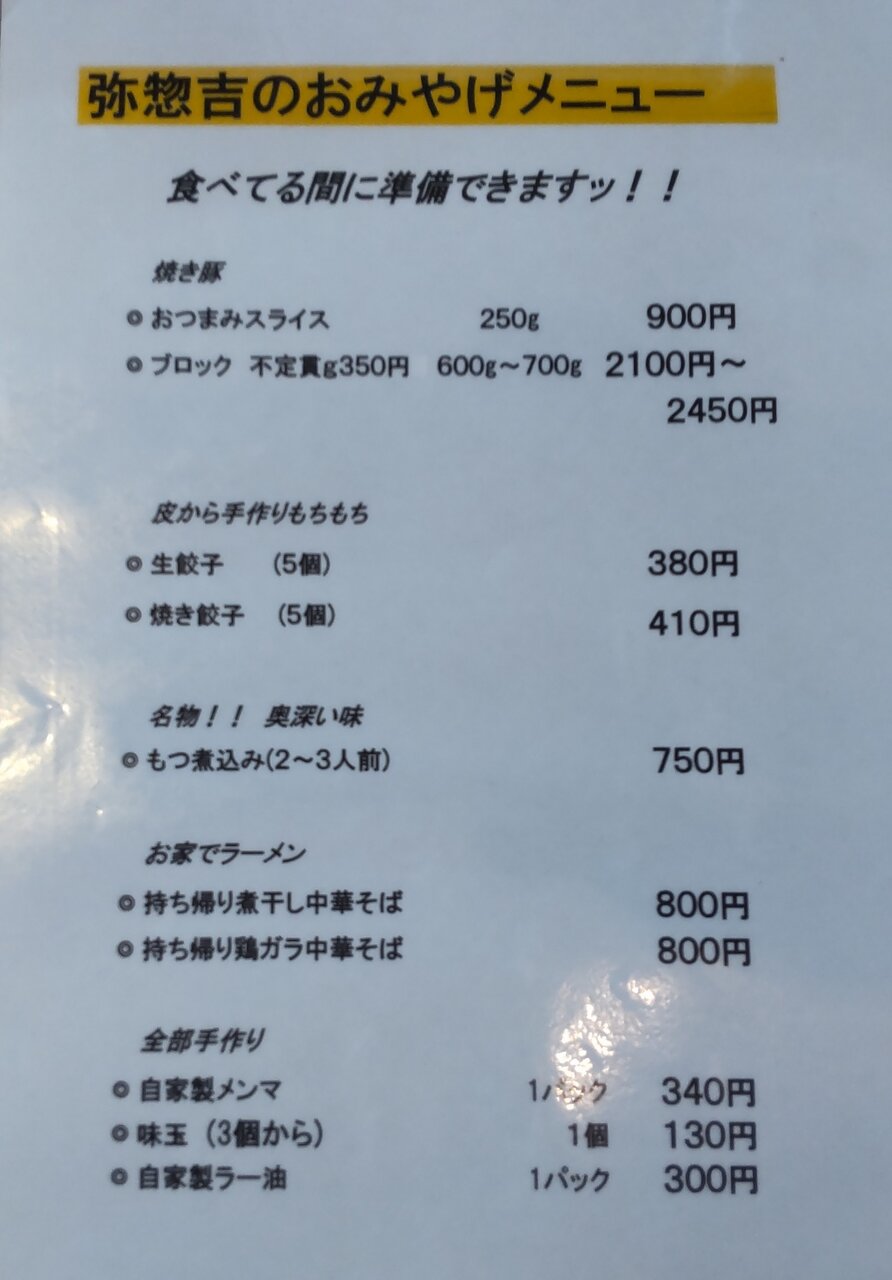 弥惣吉のおみやげメニュー
食べてる間に準備できますッ！！
焼き豚
◎ おつまみスライス 250g 900円
◎ ブロック 不定貫g350円 600g～700g 2100円～
2450円
皮から手作りもちもち
◎ 生餃子 (5個) 380円
◎ 焼き餃子 (5個) 410円
名物！！ 奥深い味
◎ もつ煮込み(2～3人前) 750円
お家でラーメン
◎ 持ち帰り煮干し中華そば 800円
◎ 持ち帰り鶏ガラ中華そば 800円
全部手作り
◎ 自家製メンマ 1パック 340円
◎ 味玉 (3個から) 1個 130円
◎ 自家製ラー油 1パック 300円